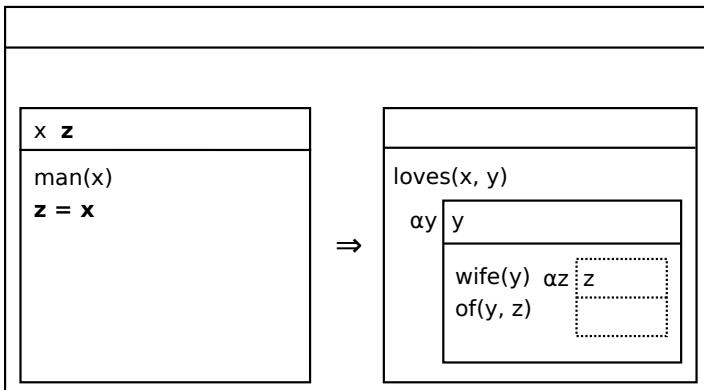 x z
man(x)
z = x
⇒
loves(x, y)
αy y
wife(y) αz z
of(y, z)